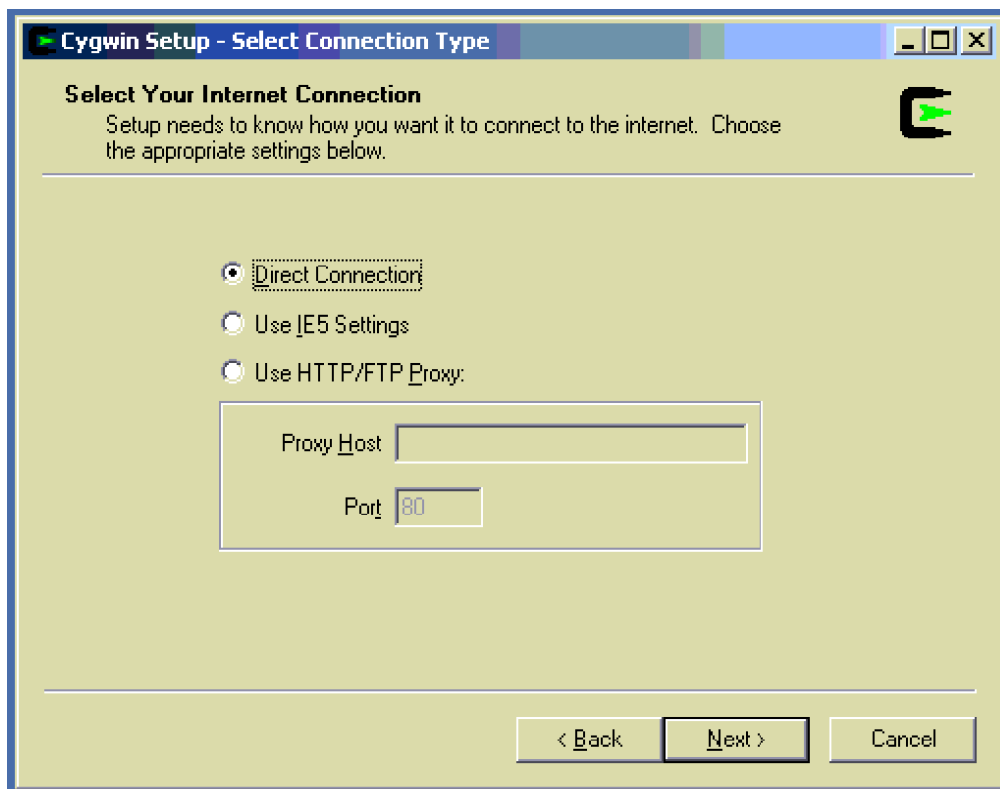 Cygwin Setup - Select Connection Type
Select Your Internet Connection
Setup needs to know how you want it to connect to the internet.  Choose
the appropriate settings below.
Direct Connection
Use IE5 Settings
Use HTTP/FTP Proxy:
Proxy Host
Port 80
< Back Next > Cancel